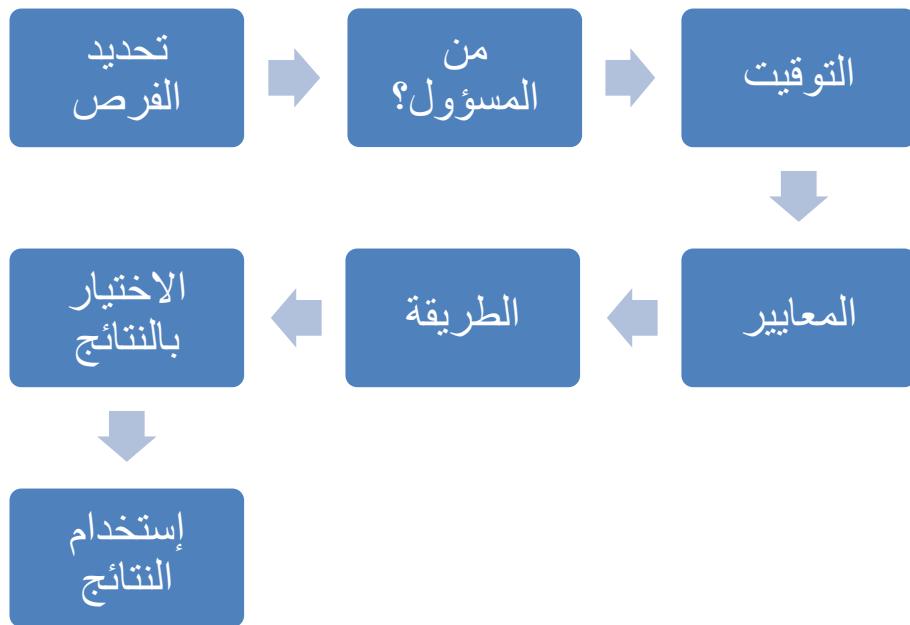 تحديد
الفرص
من
المسؤول؟
التوقيت
المعايير
الطريقة
الاختيار
بالنتائج
إستخدام
النتائج